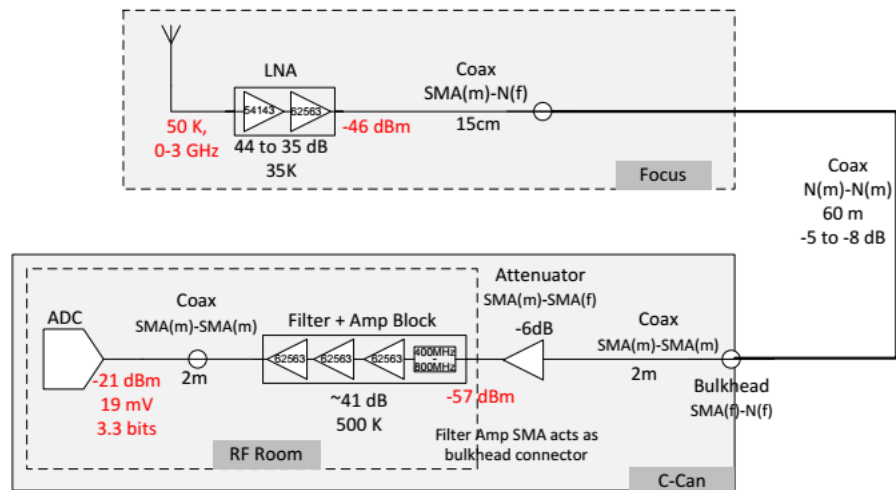 LNA
54143
62563
50 K,
0-3 GHz
44 to 35 dB
35K
-46 dBm
Coax
SMA(m)-N(f)
15cm
Focus
Coax
N(m)-N(m)
60 m
-5 to -8 dB
ADC
Coax
SMA(m)-SMA(m)
2m
-21 dBm
19 mV
3.3 bits
Filter + Amp Block
62563
62563
62563
400MHz
-
800MHz
~41 dB
500 K
-57 dBm
RF Room
Attenuator
SMA(m)-SMA(f)
-6dB
Filter Amp SMA acts as
bulkhead connector
Coax
SMA(m)-SMA(m)
2m
Bulkhead
SMA(f)-N(f)
C-Can